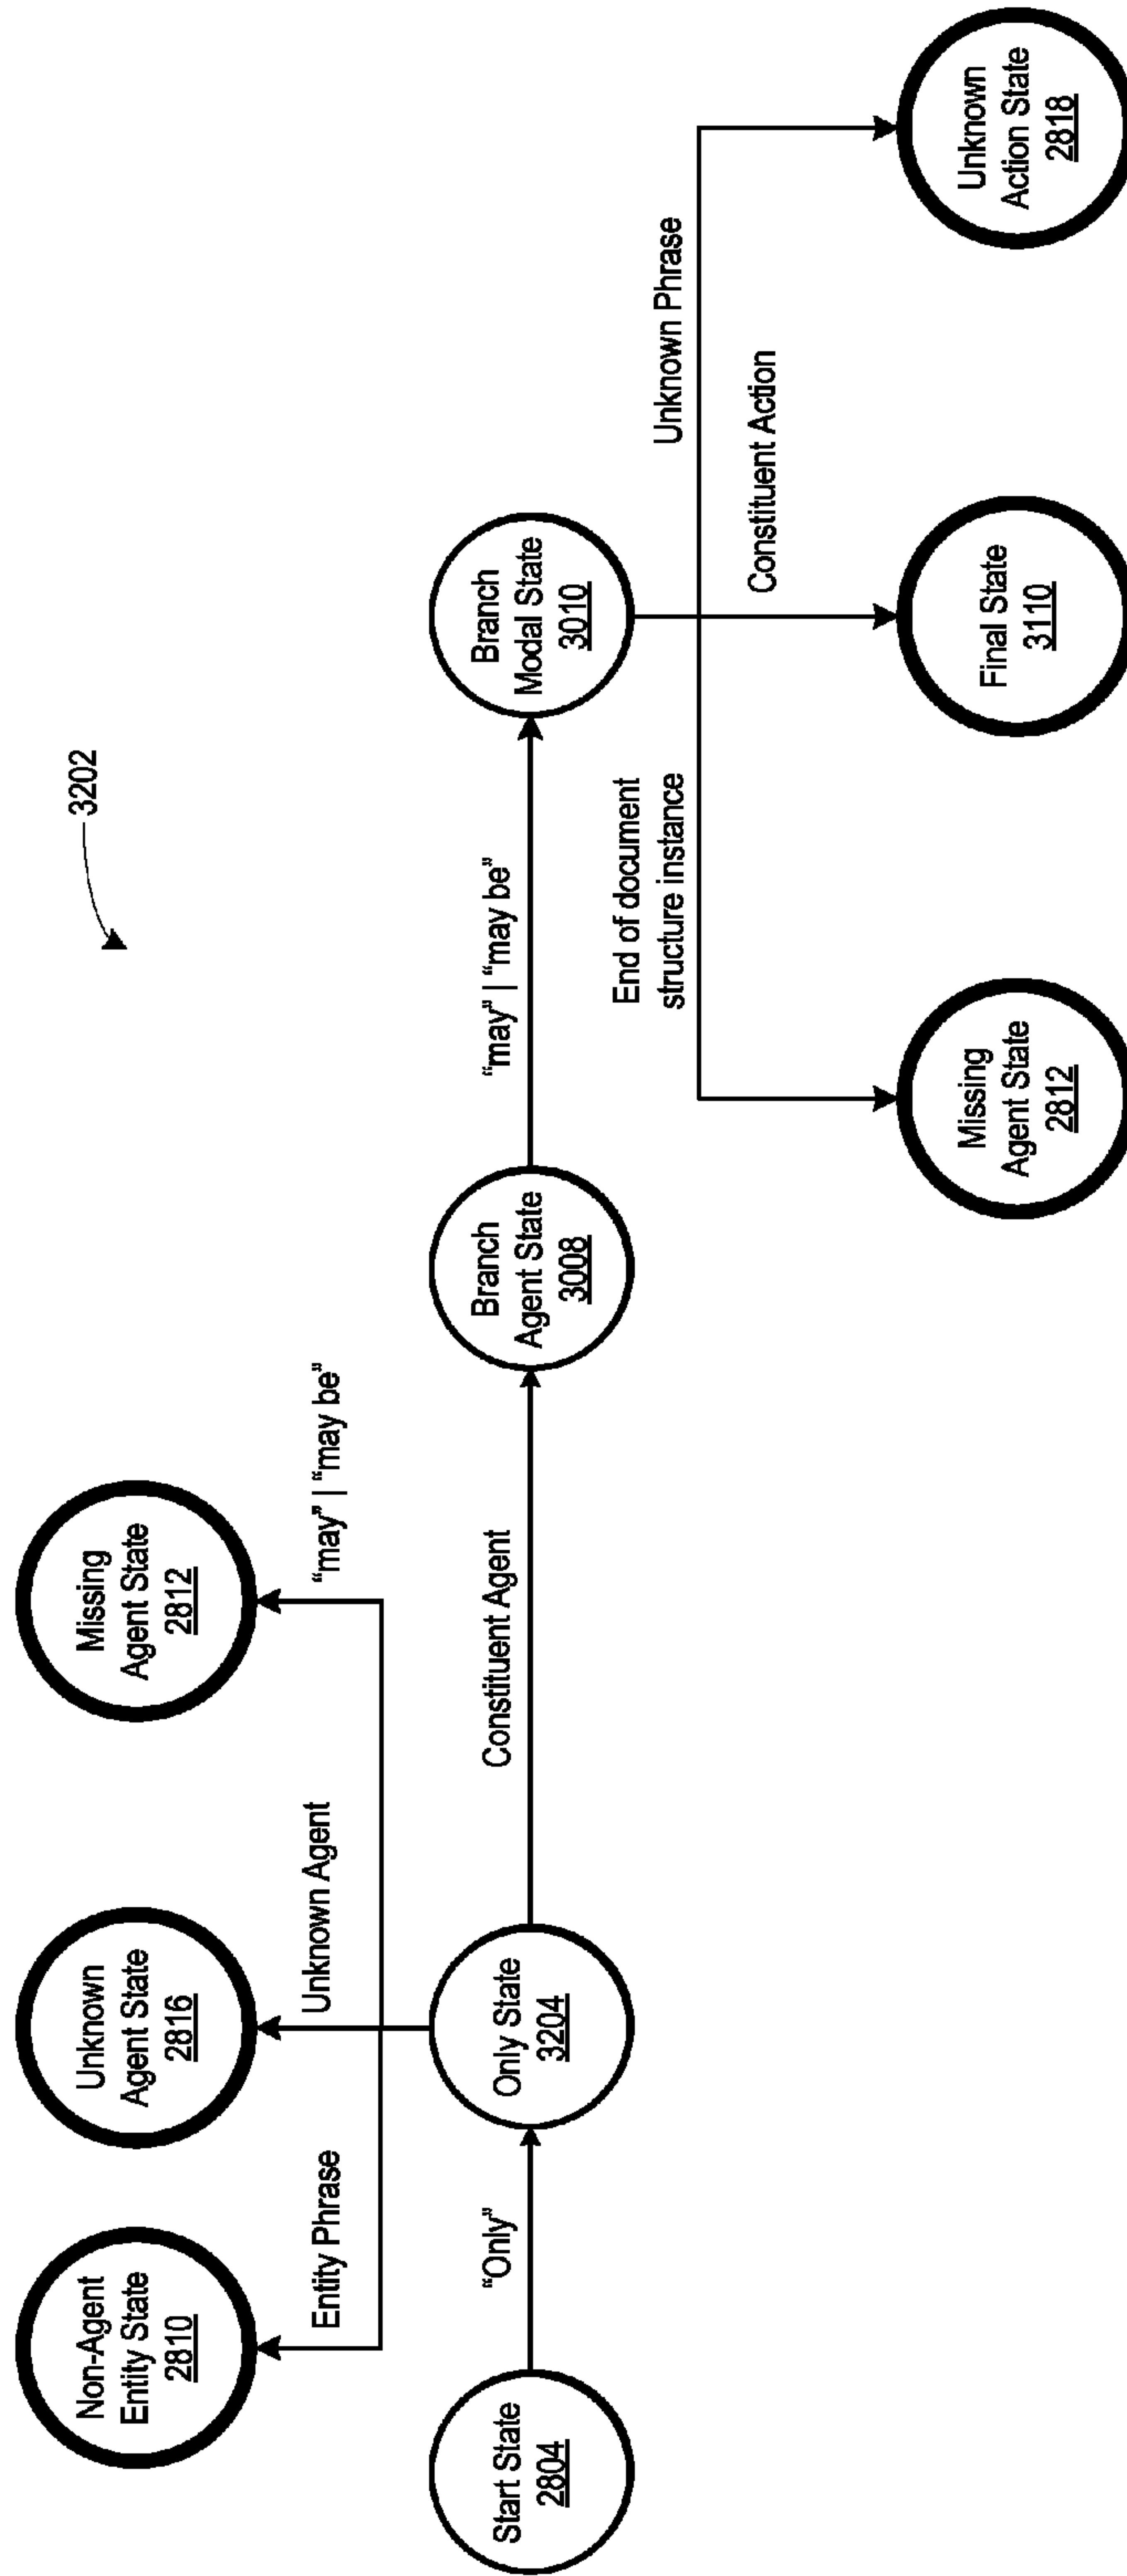 3202
Non-Agent
Entity State
2810
Unknown
Agent State
2816
Missing
Agent State
2812
Entity Phrase
Unknown Agent
“may” | “may be”
Start State
2804
“Only”
Only State
3204
Constituent Agent
Branch
Agent State
3008
“may” | “may be”
Branch
Modal State
3010
End of document
structure instance
Unknown Phrase
Constituent Action
Missing
Agent State
2812
Final State
3110
Unknown
Action State
2818